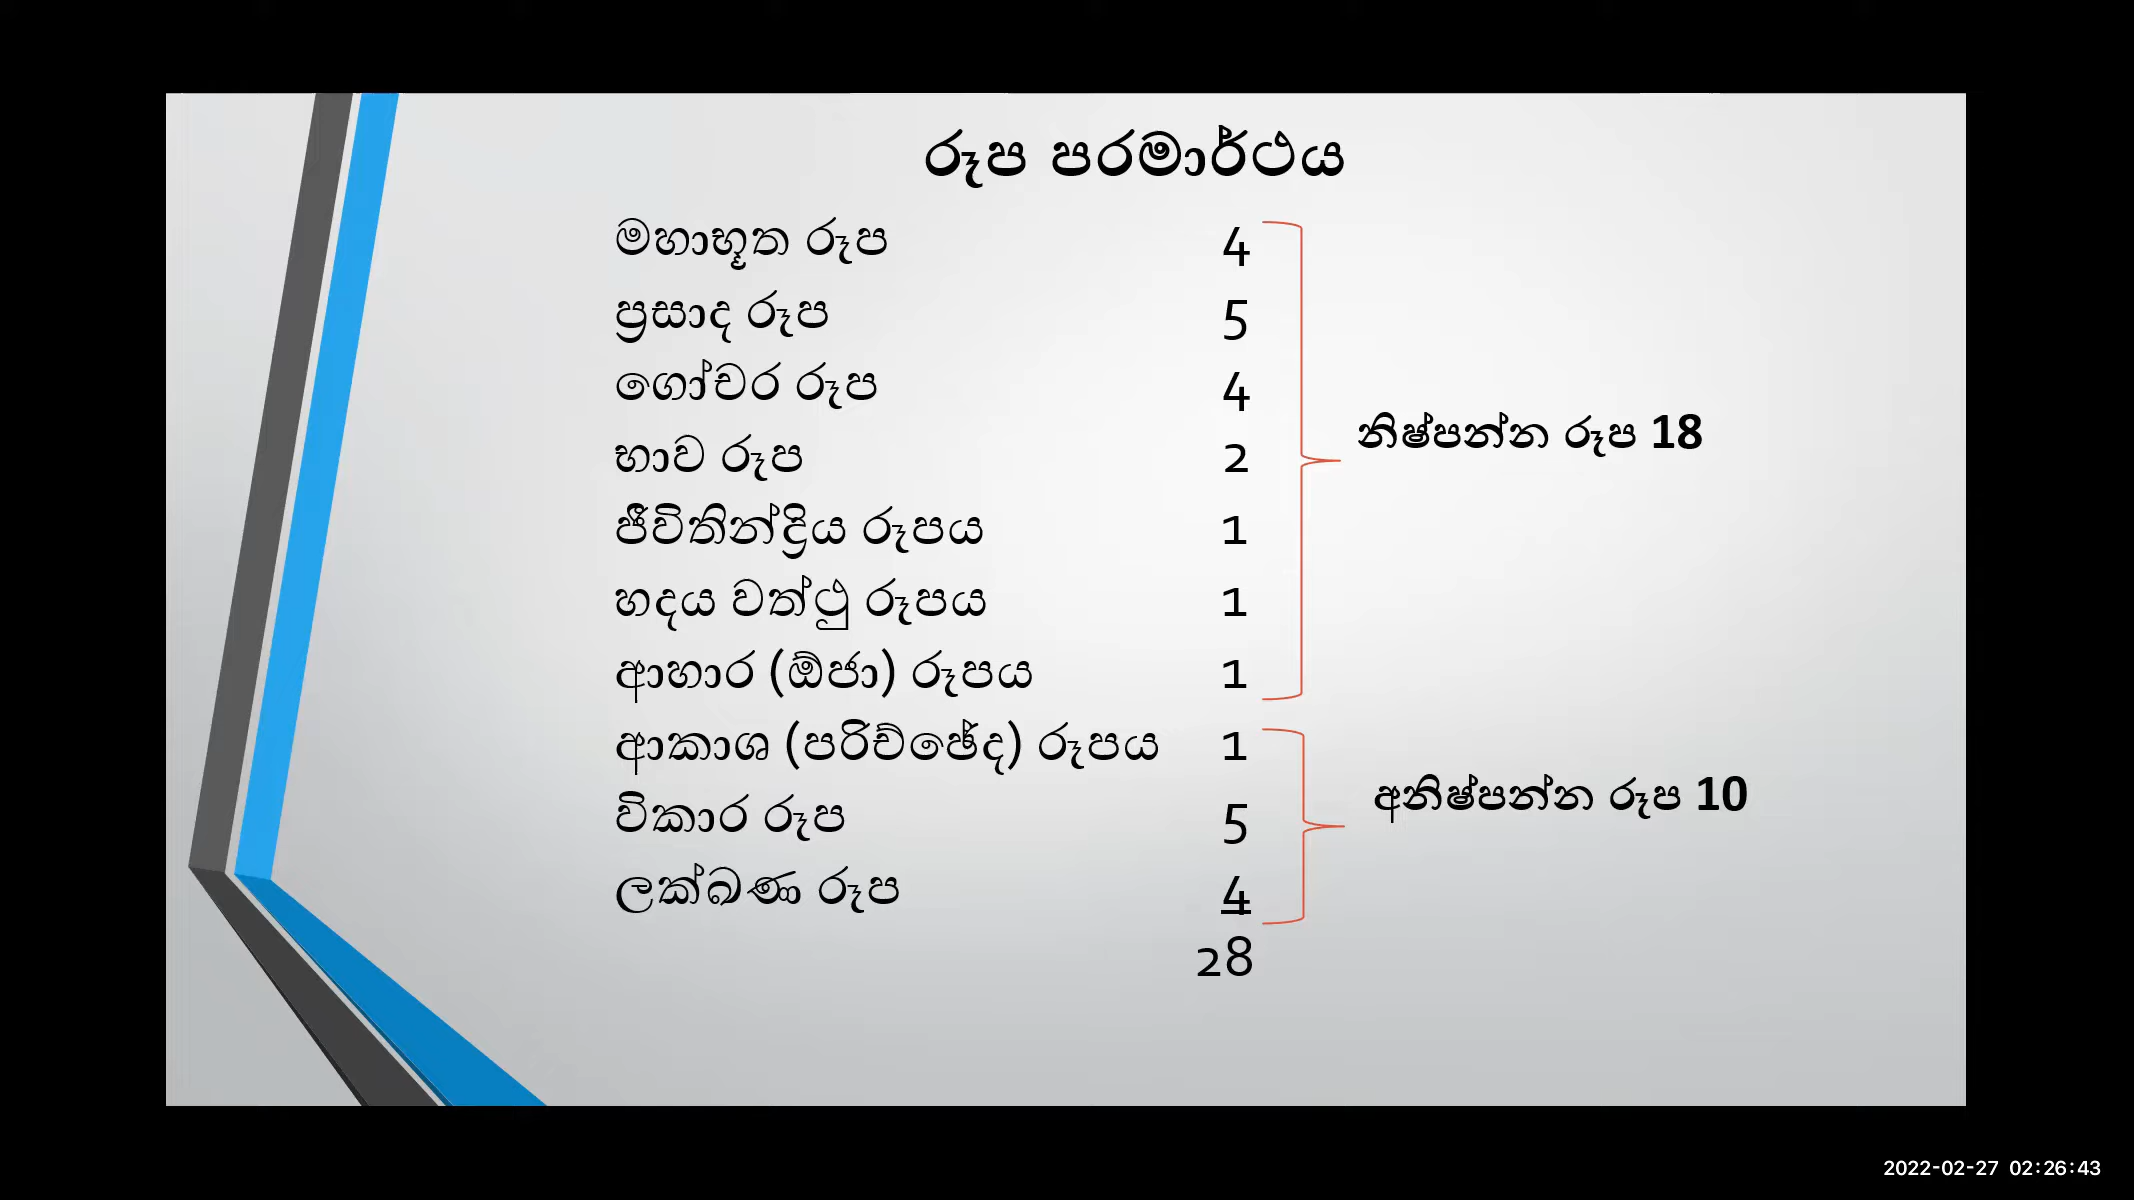 රූප පරමාර්ථය
මහාභූත රූප 4
ප්‍රසාද රූප 5
ගෝචර රූප 4
භාව රූප 2
ජීවිතින්ද්‍රිය රූපය 1
හදය වත්ථු රූපය 1
ආහාර (ඕජා) රූපය 1
නිෂ්පන්න රූප 18
ආකාශ (පරිච්ඡේද) රූපය 1
විකාර රූප 5
ලක්ඛණ රූප 4
අනිෂ්පන්න රූප 10
28
2022-02-27 02:26:43